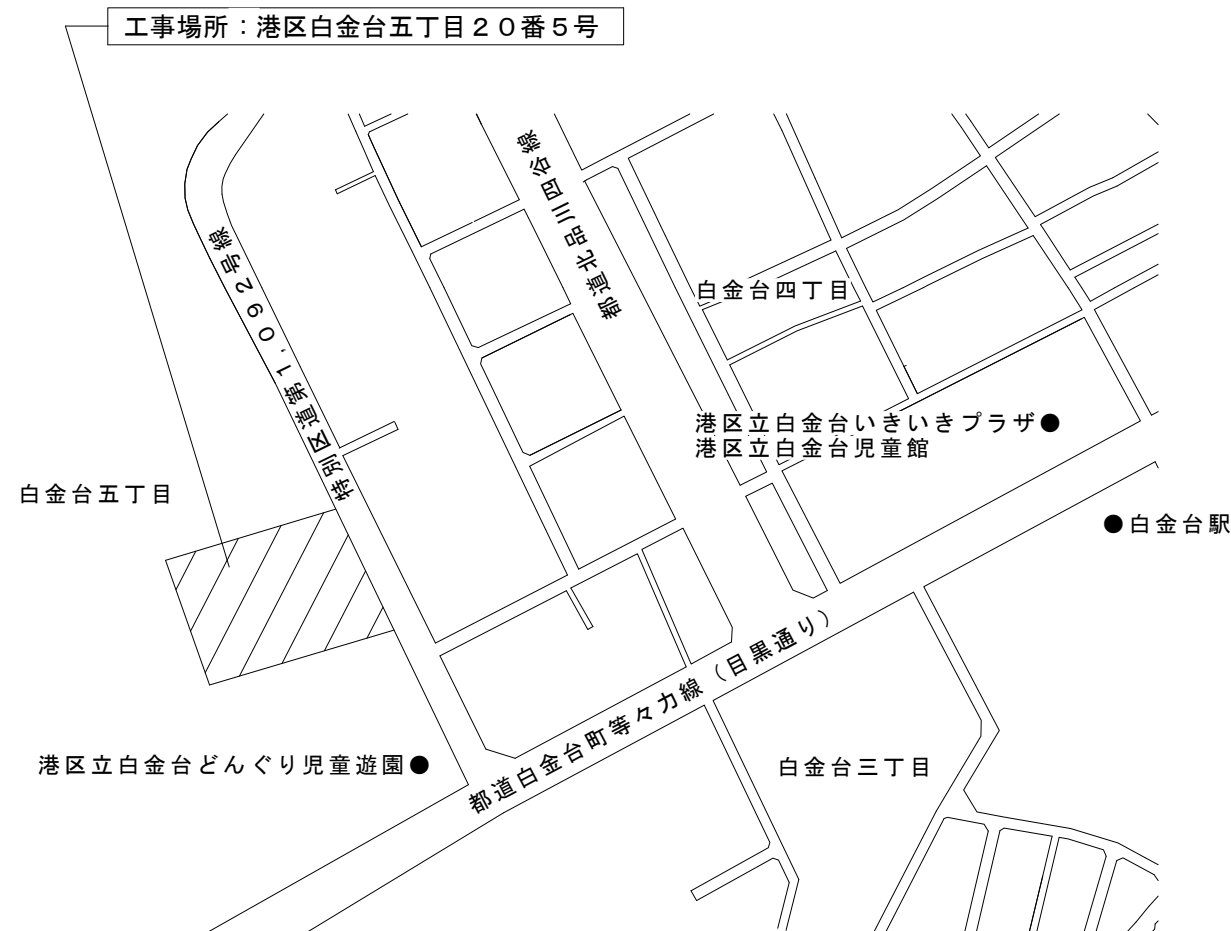 工事場所：港区白金台五丁目２０番５号
都道北品川四谷線
特別区道第１，０９２号線
白金台四丁目
港区立白金台いきいきプラザ●
港区立白金台児童館
白金台五丁目
●白金台駅
都道白金台町等々力線（目黒通り）
港区立白金台どんぐり児童遊園●
白金台三丁目